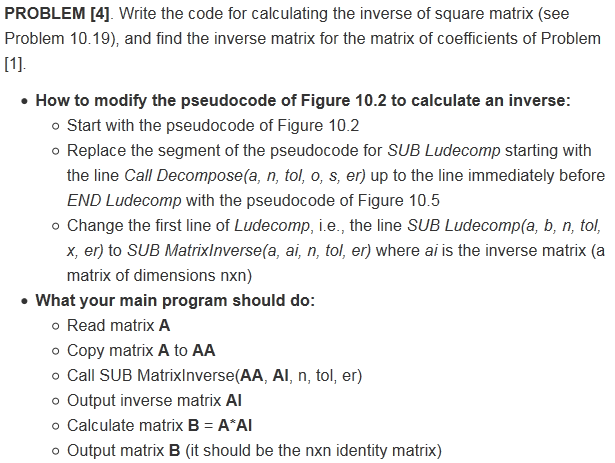 PROBLEM [4]. Write the code for calculating the inverse of square matrix (see
Problem 10.19), and find the inverse matrix for the matrix of coefficients of Problem
[1].
• How to modify the pseudocode of Figure 10.2 to calculate an inverse:
o Start with the pseudocode of Figure 10.2
o Replace the segment of the pseudocode for SUB Ludecomp starting with
the line Call Decompose(a, n, tol, o, s, er) up to the line immediately before
END Ludecomp with the pseudocode of Figure 10.5
o Change the first line of Ludecomp, i.e., the line SUB Ludecomp(a, b, n, tol,
x, er) to SUB MatrixInverse(a, ai, n, tol, er) where ai is the inverse matrix (a
matrix of dimensions nxn)
• What your main program should do:
o Read matrix A
o Copy matrix A to AA
o Call SUB MatrixInverse(AA, AI, n, tol, er)
o Output inverse matrix AI
o Calculate matrix B = A*AI
o Output matrix B (it should be the nxn identity matrix)